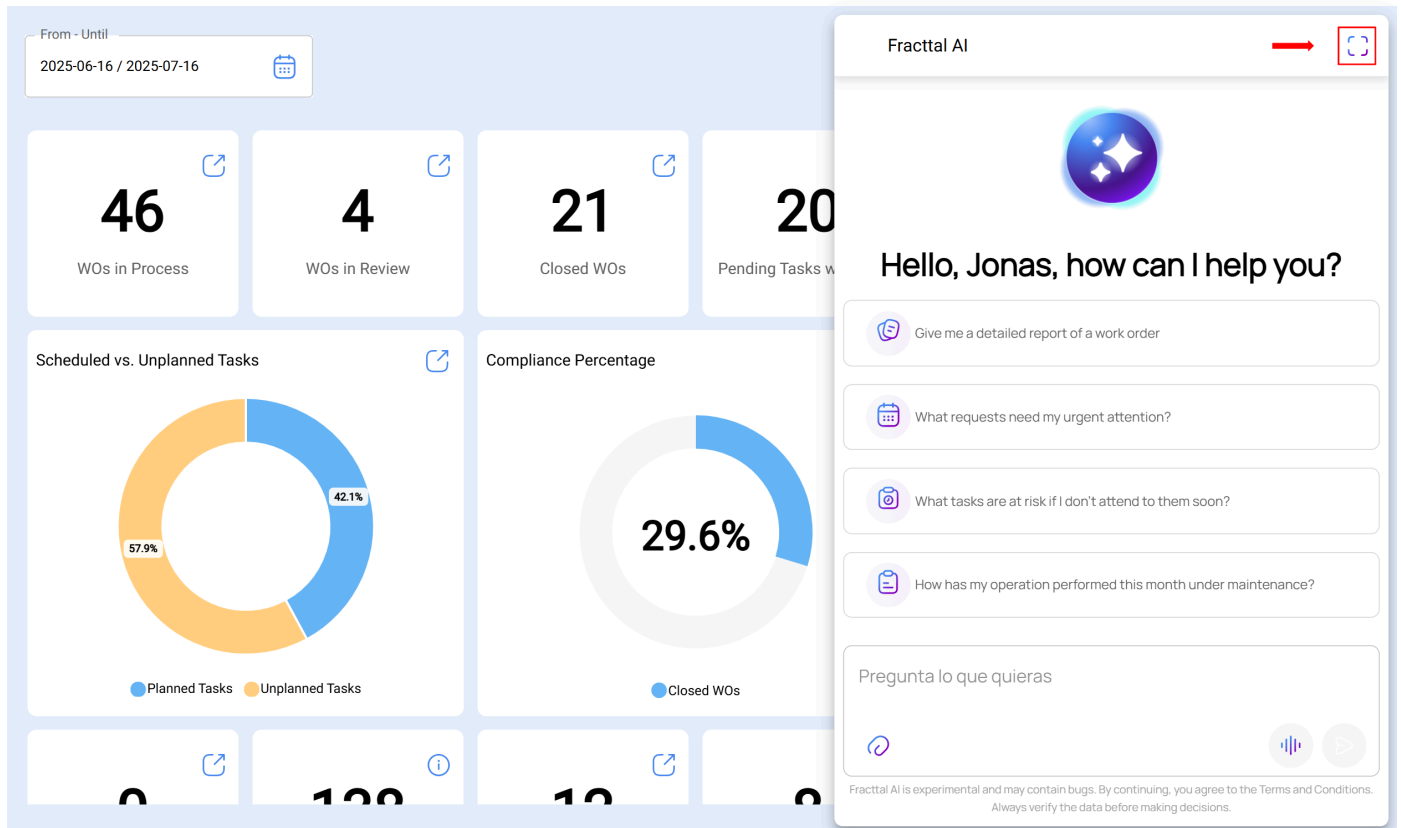 From - Until
2025-06-16 / 2025-07-16
46
WOs in Process
4
WOs in Review
21
Closed WOs
20
Pending Tasks w
Scheduled vs. Unplanned Tasks
42.1%
57.9%
Planned Tasks
Unplanned Tasks
Compliance Percentage
29.6%
Closed WOs
Fracttal AI
Hello, Jonas, how can I help you?
Give me a detailed report of a work order
What requests need my urgent attention?
What tasks are at risk if I don't attend to them soon?
How has my operation performed this month under maintenance?
Pregunta lo que quieras
Fracttal AI is experimental and may contain bugs. By continuing, you agree to the Terms and Conditions.
Always verify the data before making decisions.